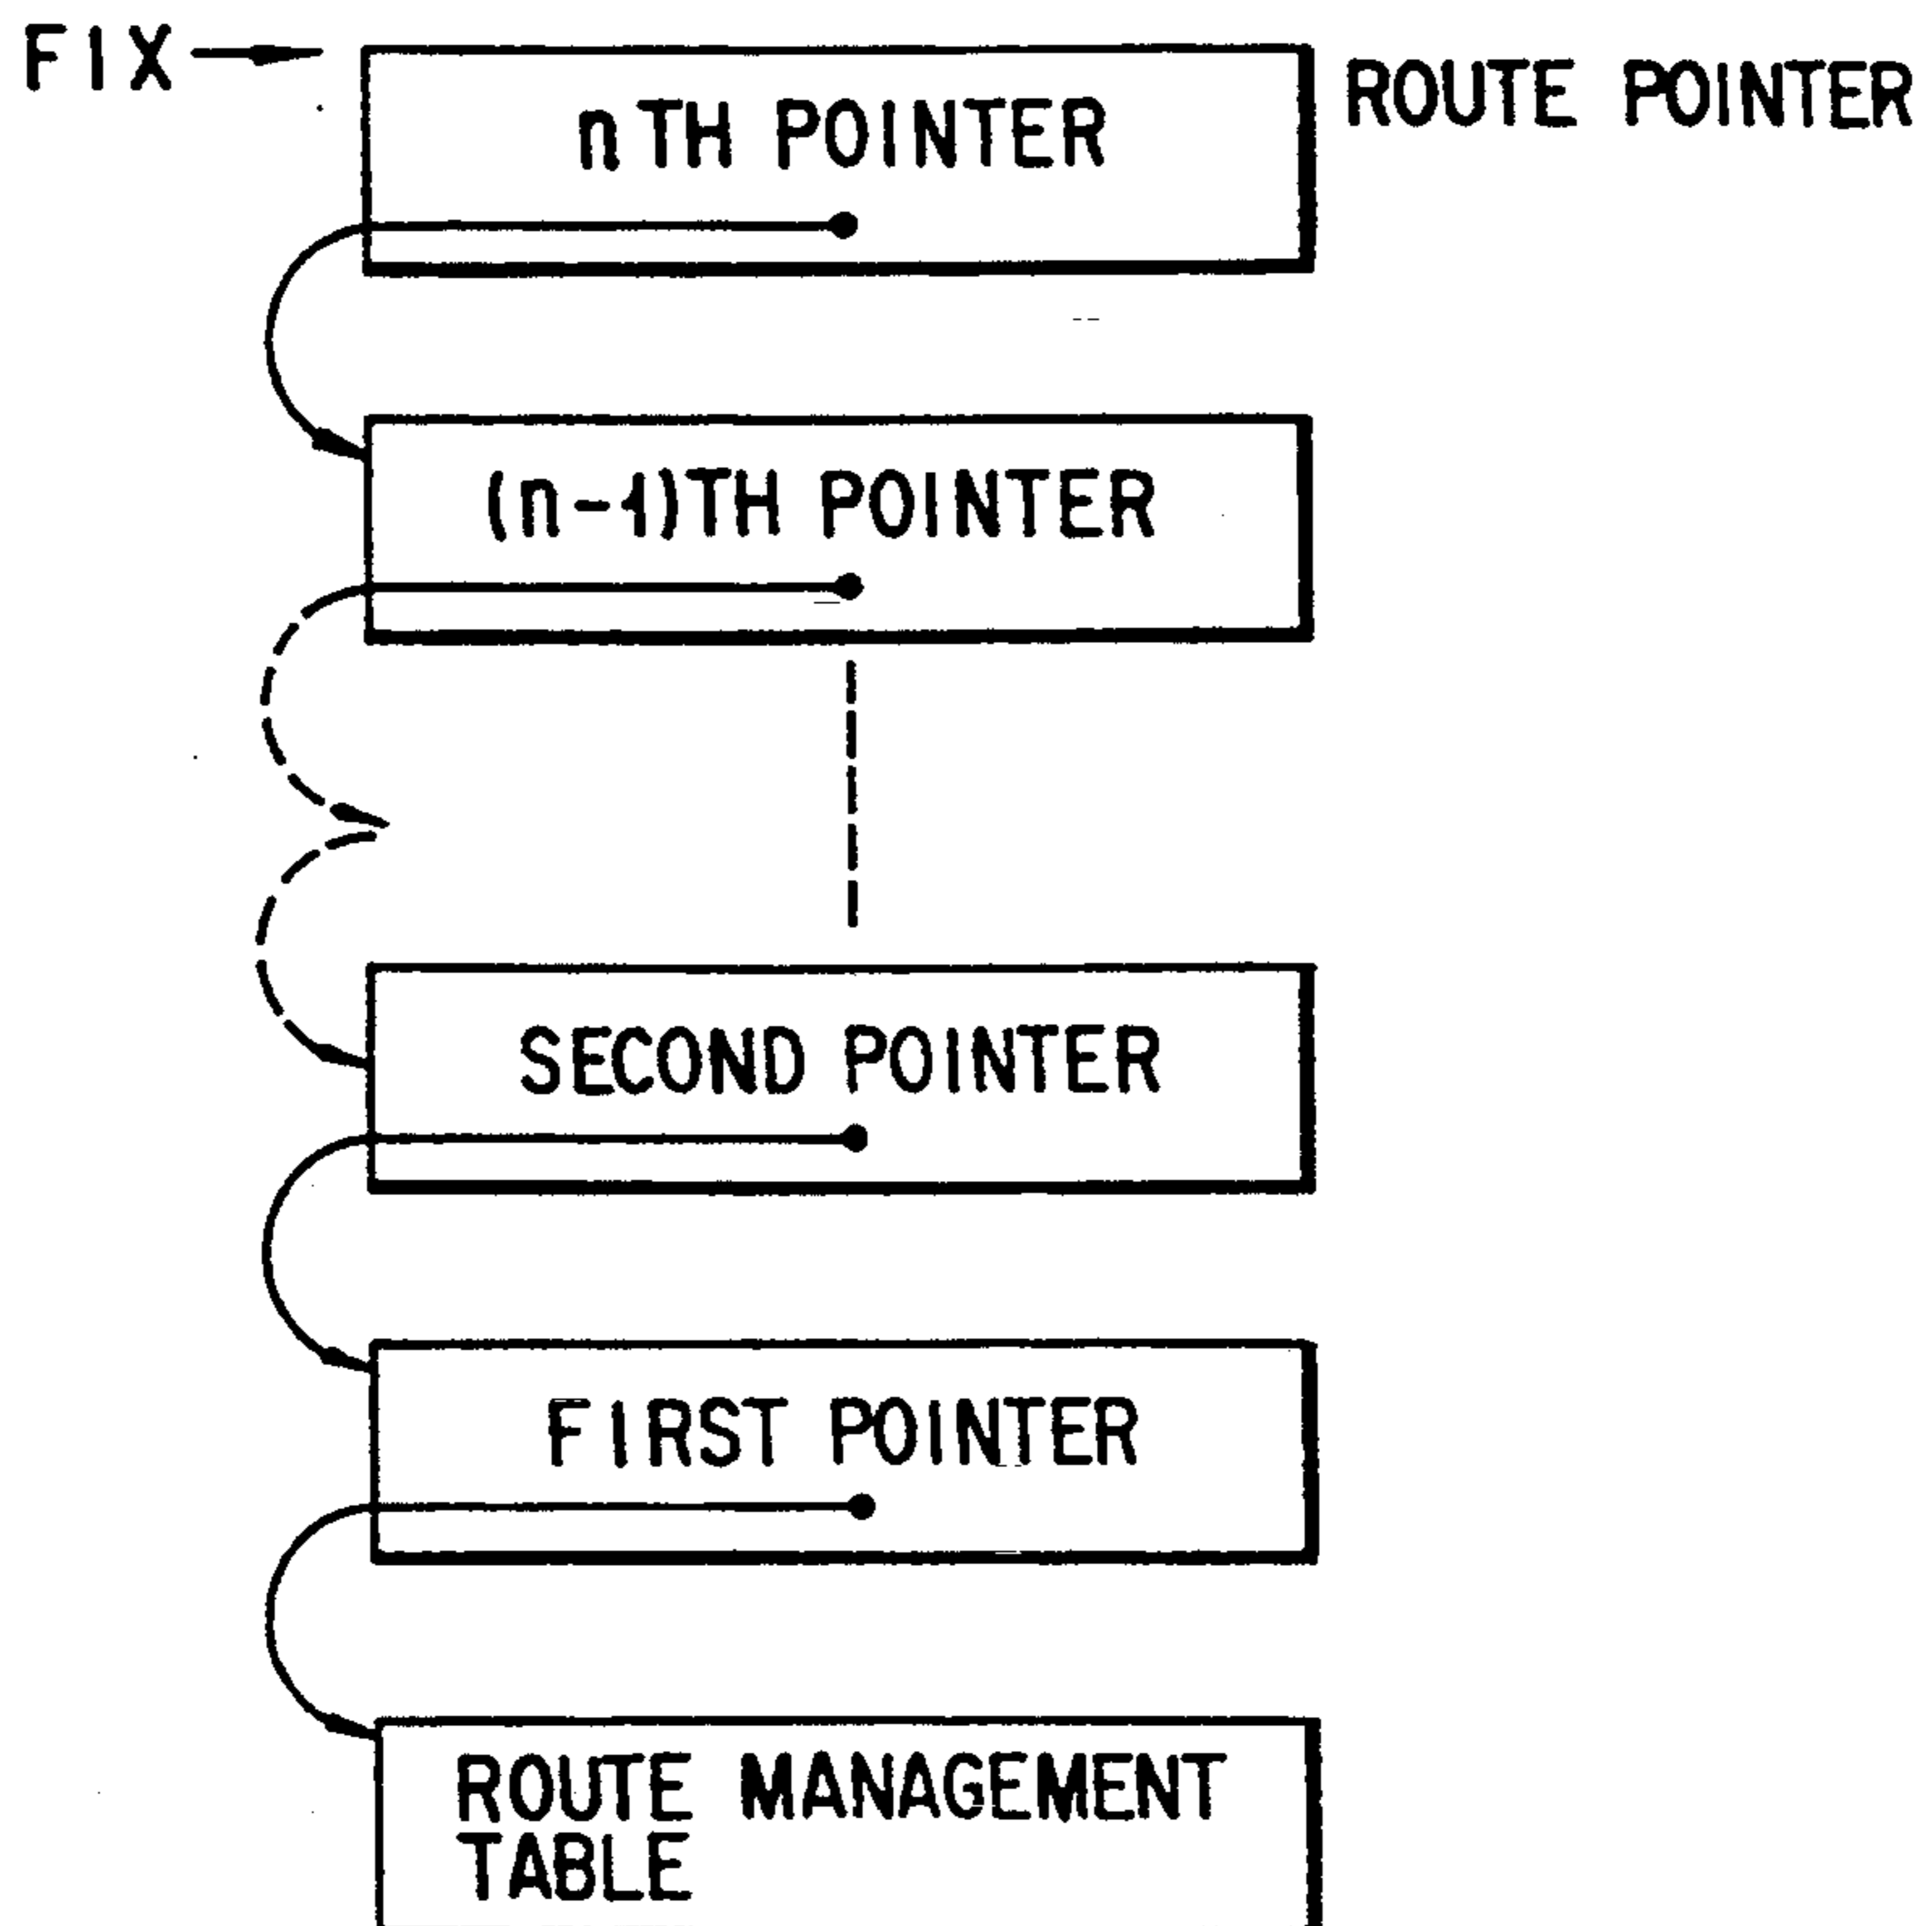 FIX
ROUTE POINTER
nTH POINTER
(n-1)TH POINTER
SECOND POINTER
FIRST POINTER
ROUTE MANAGEMENT
TABLE